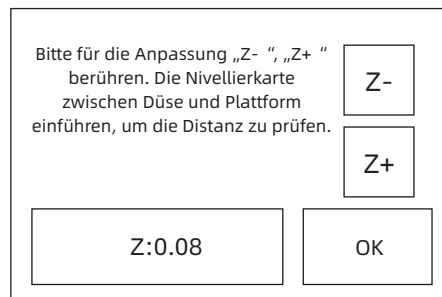 Bitte für die Anpassung „Z- “, „Z+ “
berühren. Die Nivellierkarte
zwischen Düse und Plattform
einführen, um die Distanz zu prüfen.
Z-
Z+
Z:0.08
OK